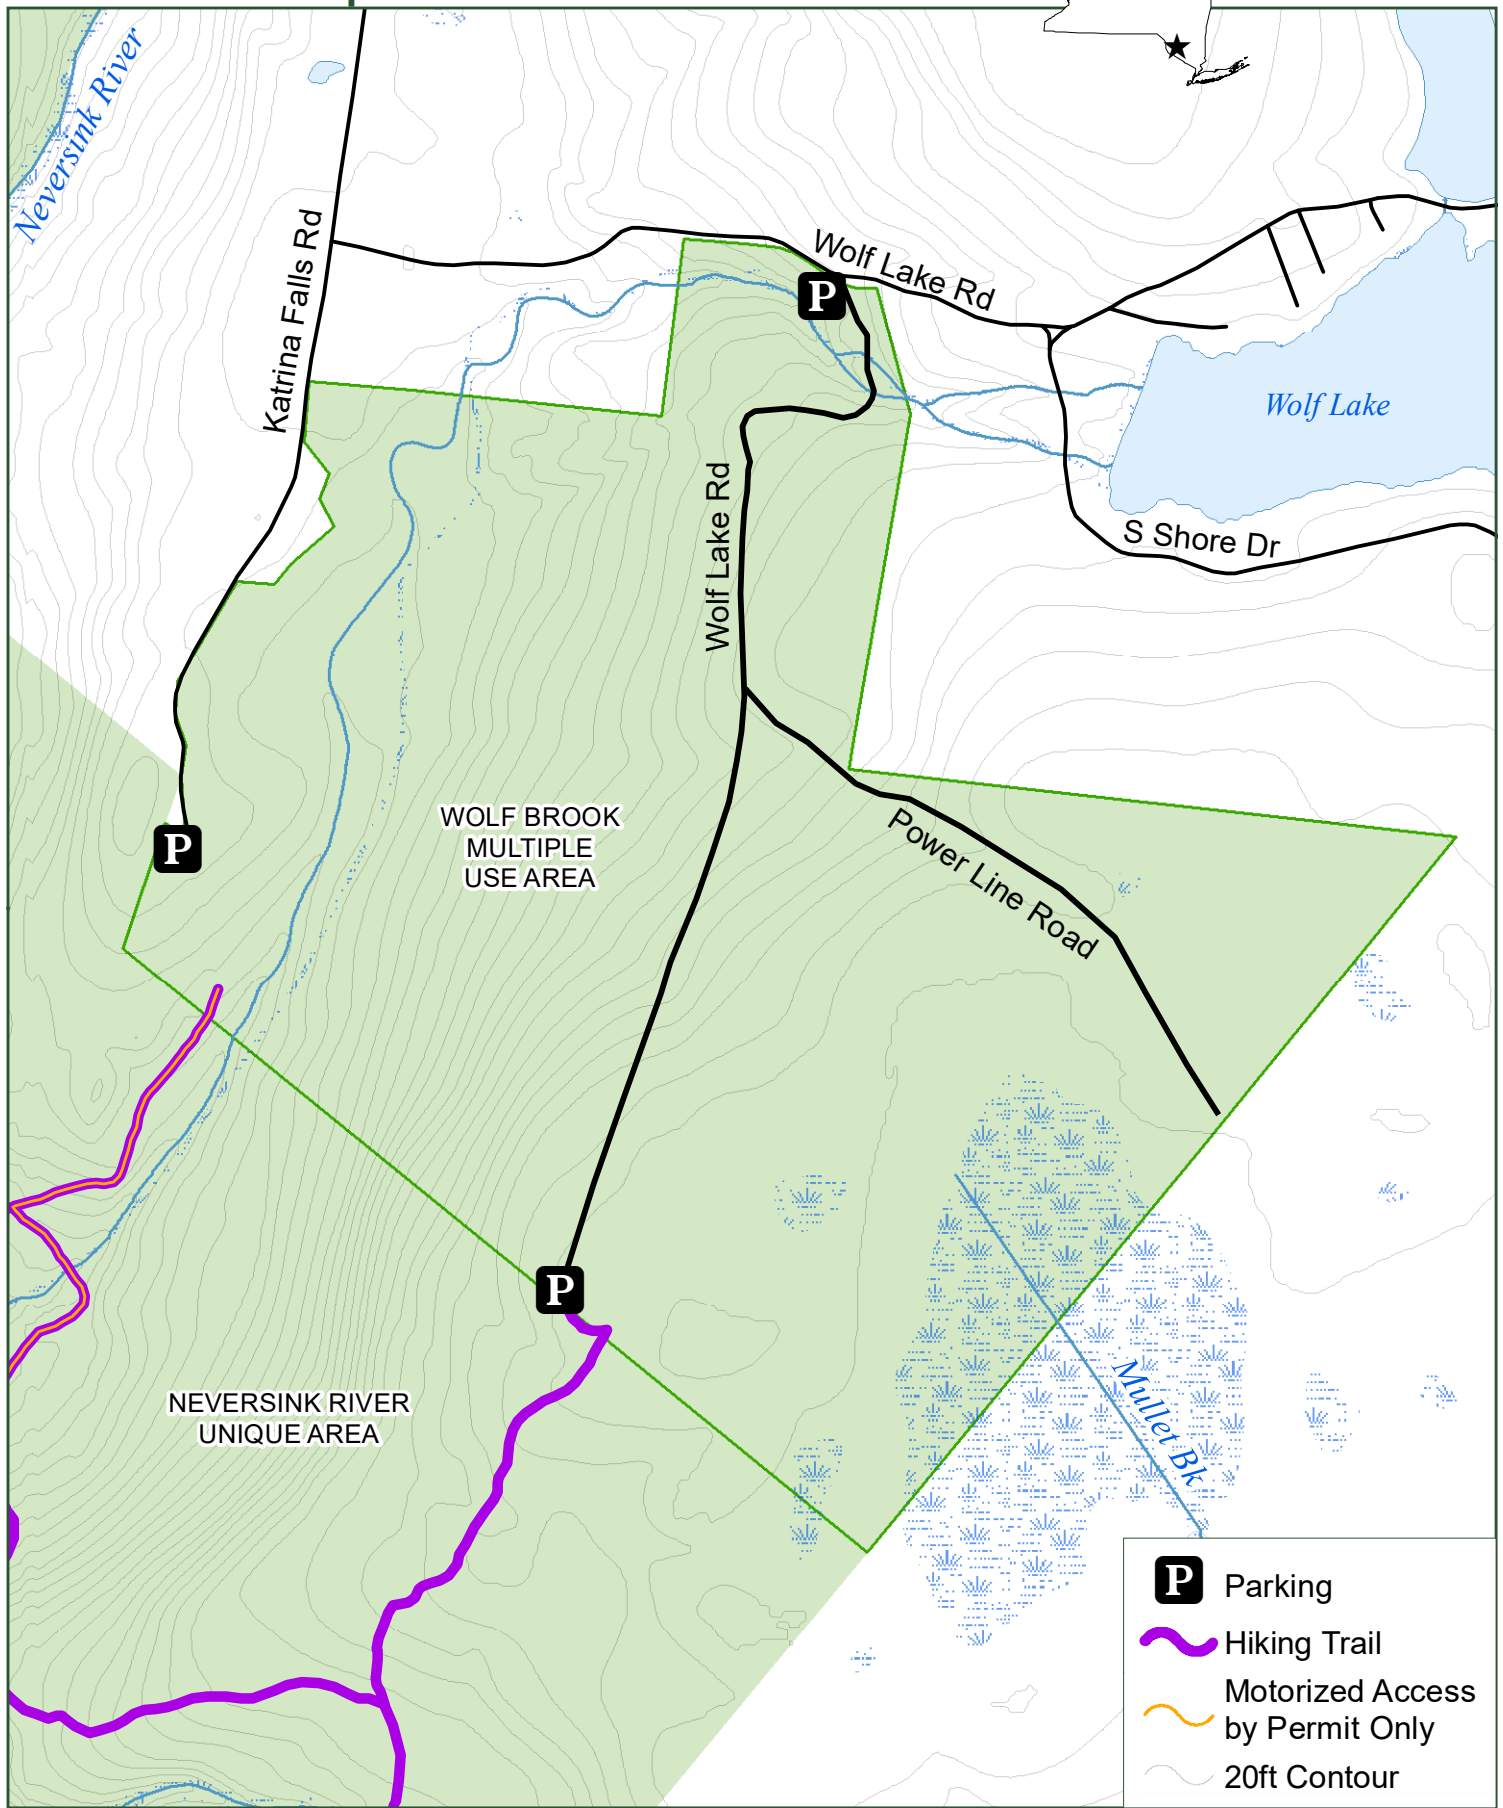 Neversink River
Katrina Falls Rd
Wolf Lake Rd
P
Wolf Lake
S Shore Dr
Wolf Lake Rd
WOLF BROOK
MULTIPLE
USE AREA
Power Line Road
P
P
NEVERSINK RIVER
UNIQUE AREA
Mullet Bk
P Parking
Hiking Trail
Motorized Access
by Permit Only
20ft Contour